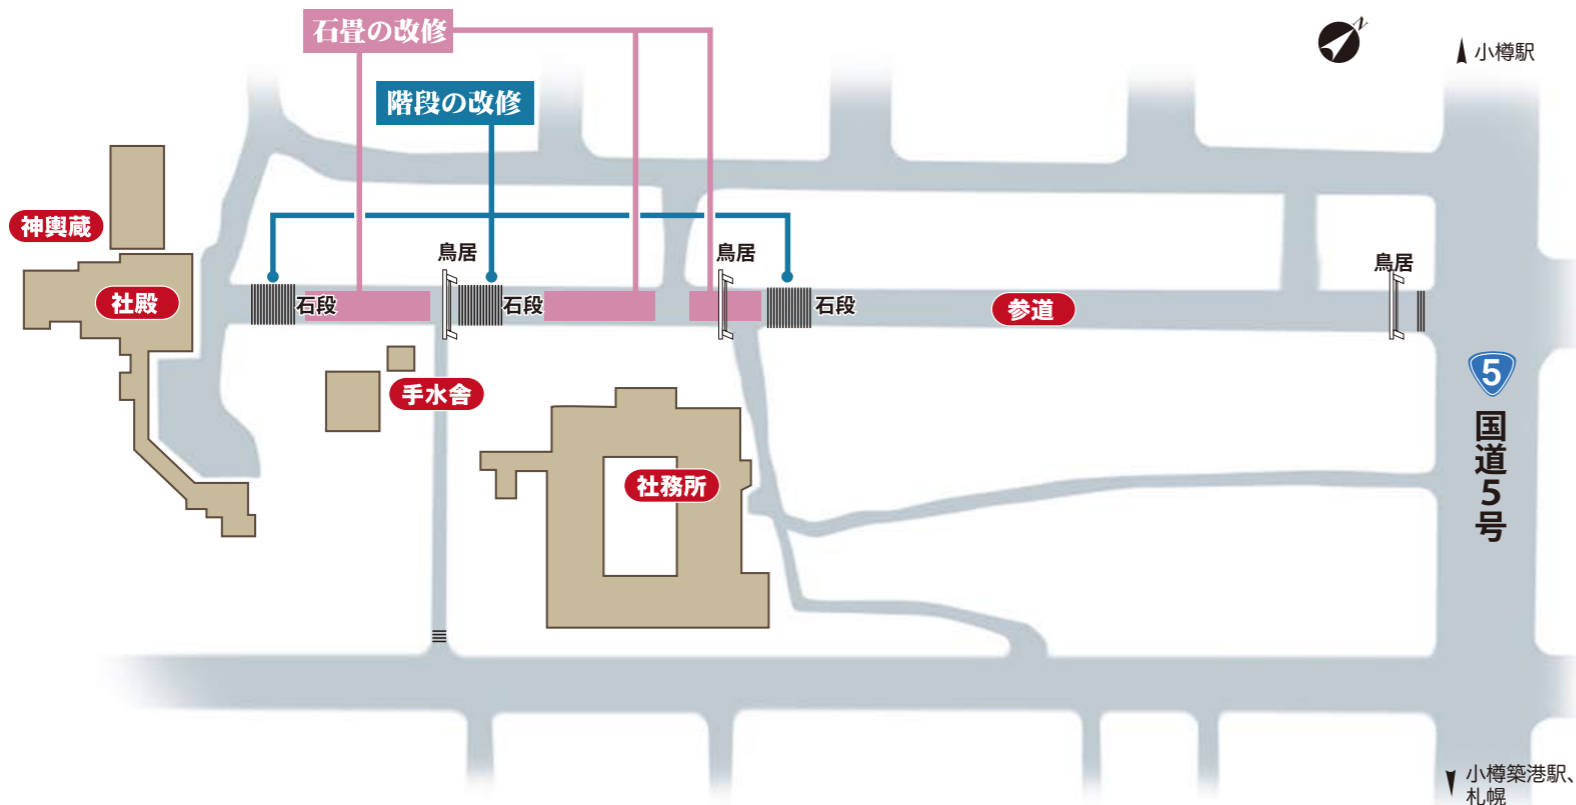 石畳の改修
N
小樽駅
階段の改修
神輿蔵
鳥居
鳥居
鳥居
社殿
石段
石段
石段
参道
5
手水舎
国道5号
社務所
小樽築港駅、
札幌